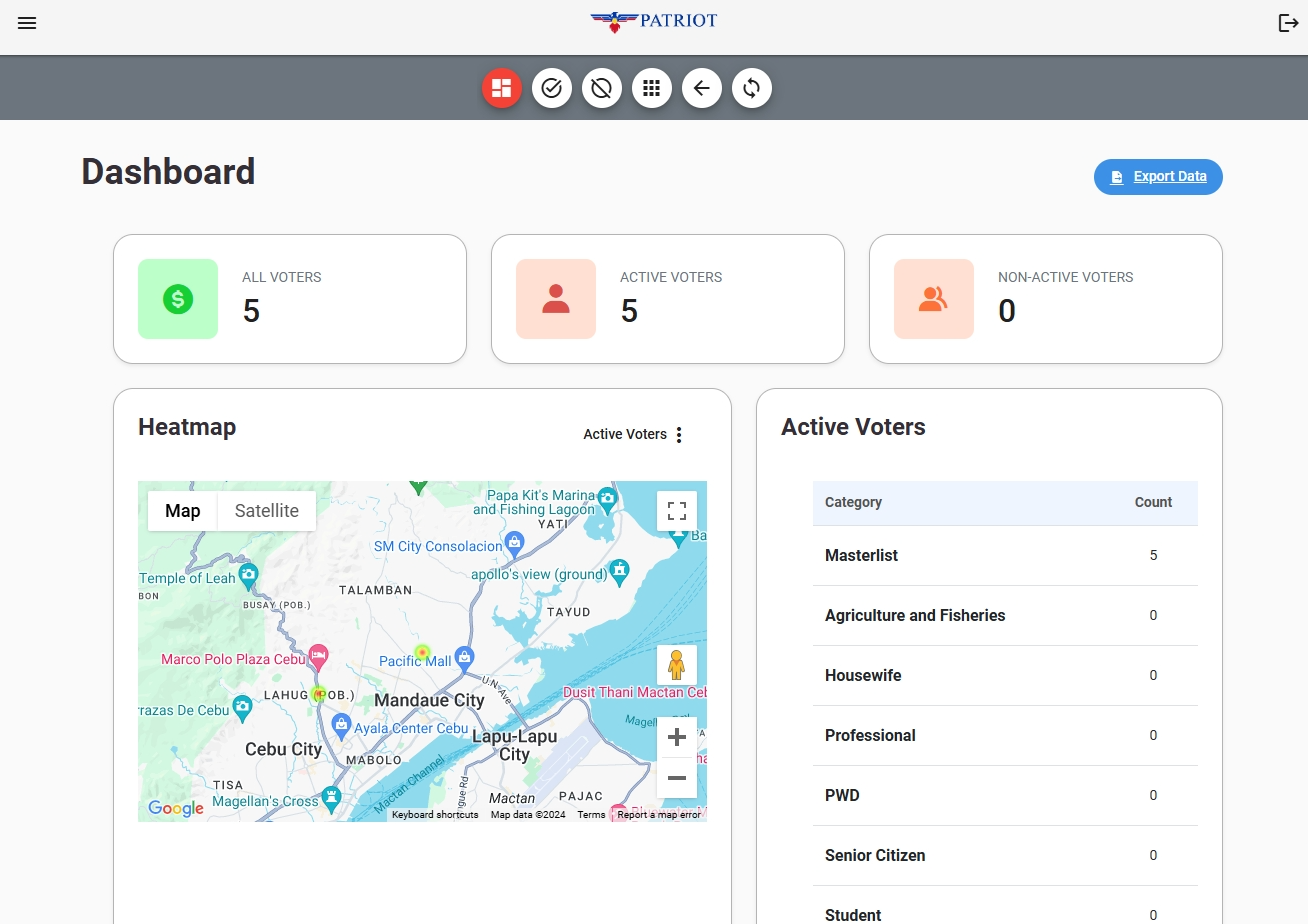 PATRIOT
Dashboard
Export Data
ALL VOTERS
5
ACTIVE VOTERS
5
NON-ACTIVE VOTERS
0
Heatmap
Active Voters
Map
Satellite
Papa Kit's Marina
and Fishing Lagoon
YATI
SM City Consolacion
Ba
apollo's view (ground)
Temple of Leah
BON
TALAMBAN
BUSAY (POB.)
TAYUD
Marco Polo Plaza Cebu
Pacific Mall
U.N. Ave
Dusit Thani Mactan Ceb
LAHUG (POB.)
Mandaue City
rrazas De Cebu
Ayala Center Cebu
Lapu-Lapu
City
Cebu City
MABOLO
Mactan Channel
TISA
Magellan's Cross
Mactan
PAJAC
Google
Keyboard shortcuts
Map data ©2024
Terms
Report a map error
Active Voters
Category Count
Masterlist 5
Agriculture and Fisheries 0
Housewife 0
Professional 0
PWD 0
Senior Citizen 0
Student 0